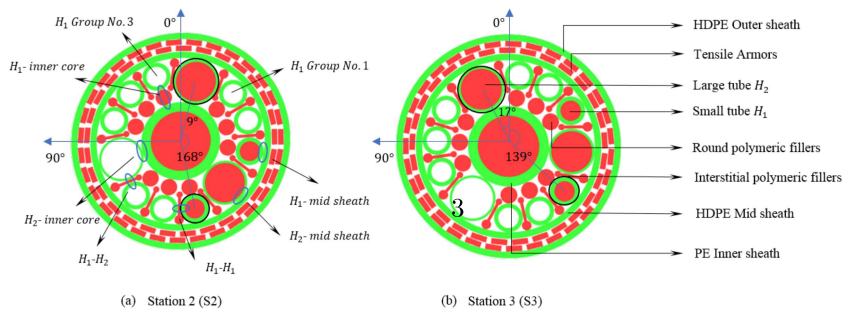 H₁ Group No. 3
0°
H₁- inner core
H₁ Group No. 1
9°
90°
168°
H₂- inner core
H₁-H₂
H₁-H₁
H₁- mid sheath
H₂- mid sheath
(a) Station 2 (S2)
0°
17°
90°
139°
3
HDPE Outer sheath
Tensile Armors
Large tube H₂
Small tube H₁
Round polymeric fillers
Interstitial polymeric fillers
HDPE Mid sheath
PE Inner sheath
(b) Station 3 (S3)